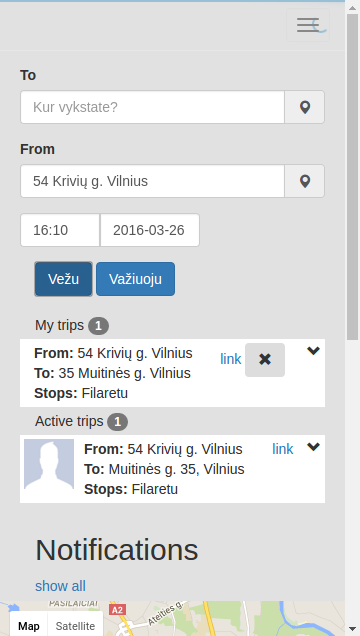 To
Kur vykstate?
From
54 Krivių g. Vilnius
16:10 2016-03-26
Vežu Važiuoju
My trips 1
From: 54 Krivių g. Vilnius link
To: 35 Muitinės g. Vilnius
Stops: Filaretu
Active trips 1
From: 54 Krivių g. Vilnius link
To: Muitinės g. 35, Vilnius
Stops: Filaretu
Notifications
show all
PASILAIČIAI A2 Ateities g.
Map Satellite